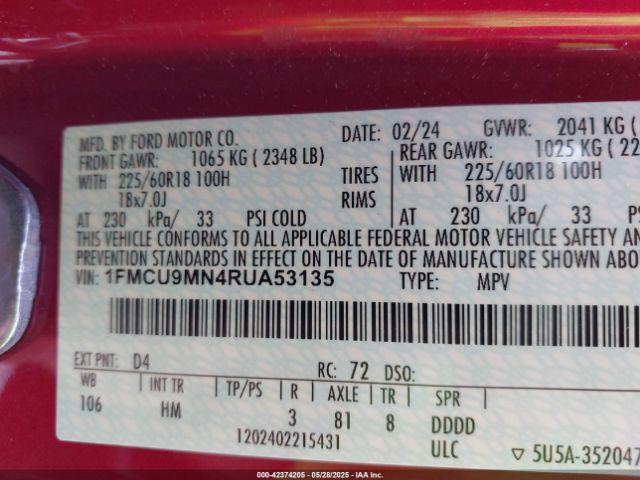 MFD. BY FORD MOTOR CO.
DATE: 02/24 GVWR: 2041 KG (
FRONT GAWR: 1065 KG ( 2348 LB)
REAR GAWR: 1025 KG ( 22
WITH 225/60R18 100H TIRES WITH 225/60R18 100H
18x7.0J RIMS 18x7.0J
AT 230 kPa/ 33 PSI COLD AT 230 kPa/ 33 PSI
THIS VEHICLE CONFORMS TO ALL APPLICABLE FEDERAL MOTOR VEHICLE SAFETY AN
PREVENTION STANDARDS IN EFFECT ON THE DATE OF MANUFACTURE SHOWN ABO
VIN: 1FMCU9MN4RUA53135 TYPE: MPV
EXT PNT: D4 RC: 72 DSO:
WB INT TR TP/PS R AXLE TR SPR
106 HM 3 81 8 DDDD
1202402215431 ULC ▽ 5U5A-352047
00-42374205 - 05/28/2025 - IAA Inc.